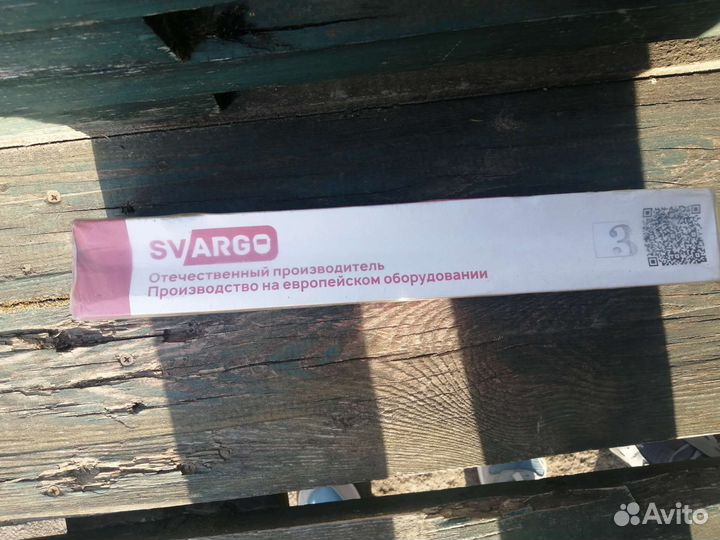 SVARGO
Отечественный производитель
Производство на европейском оборудовании
3
Avito